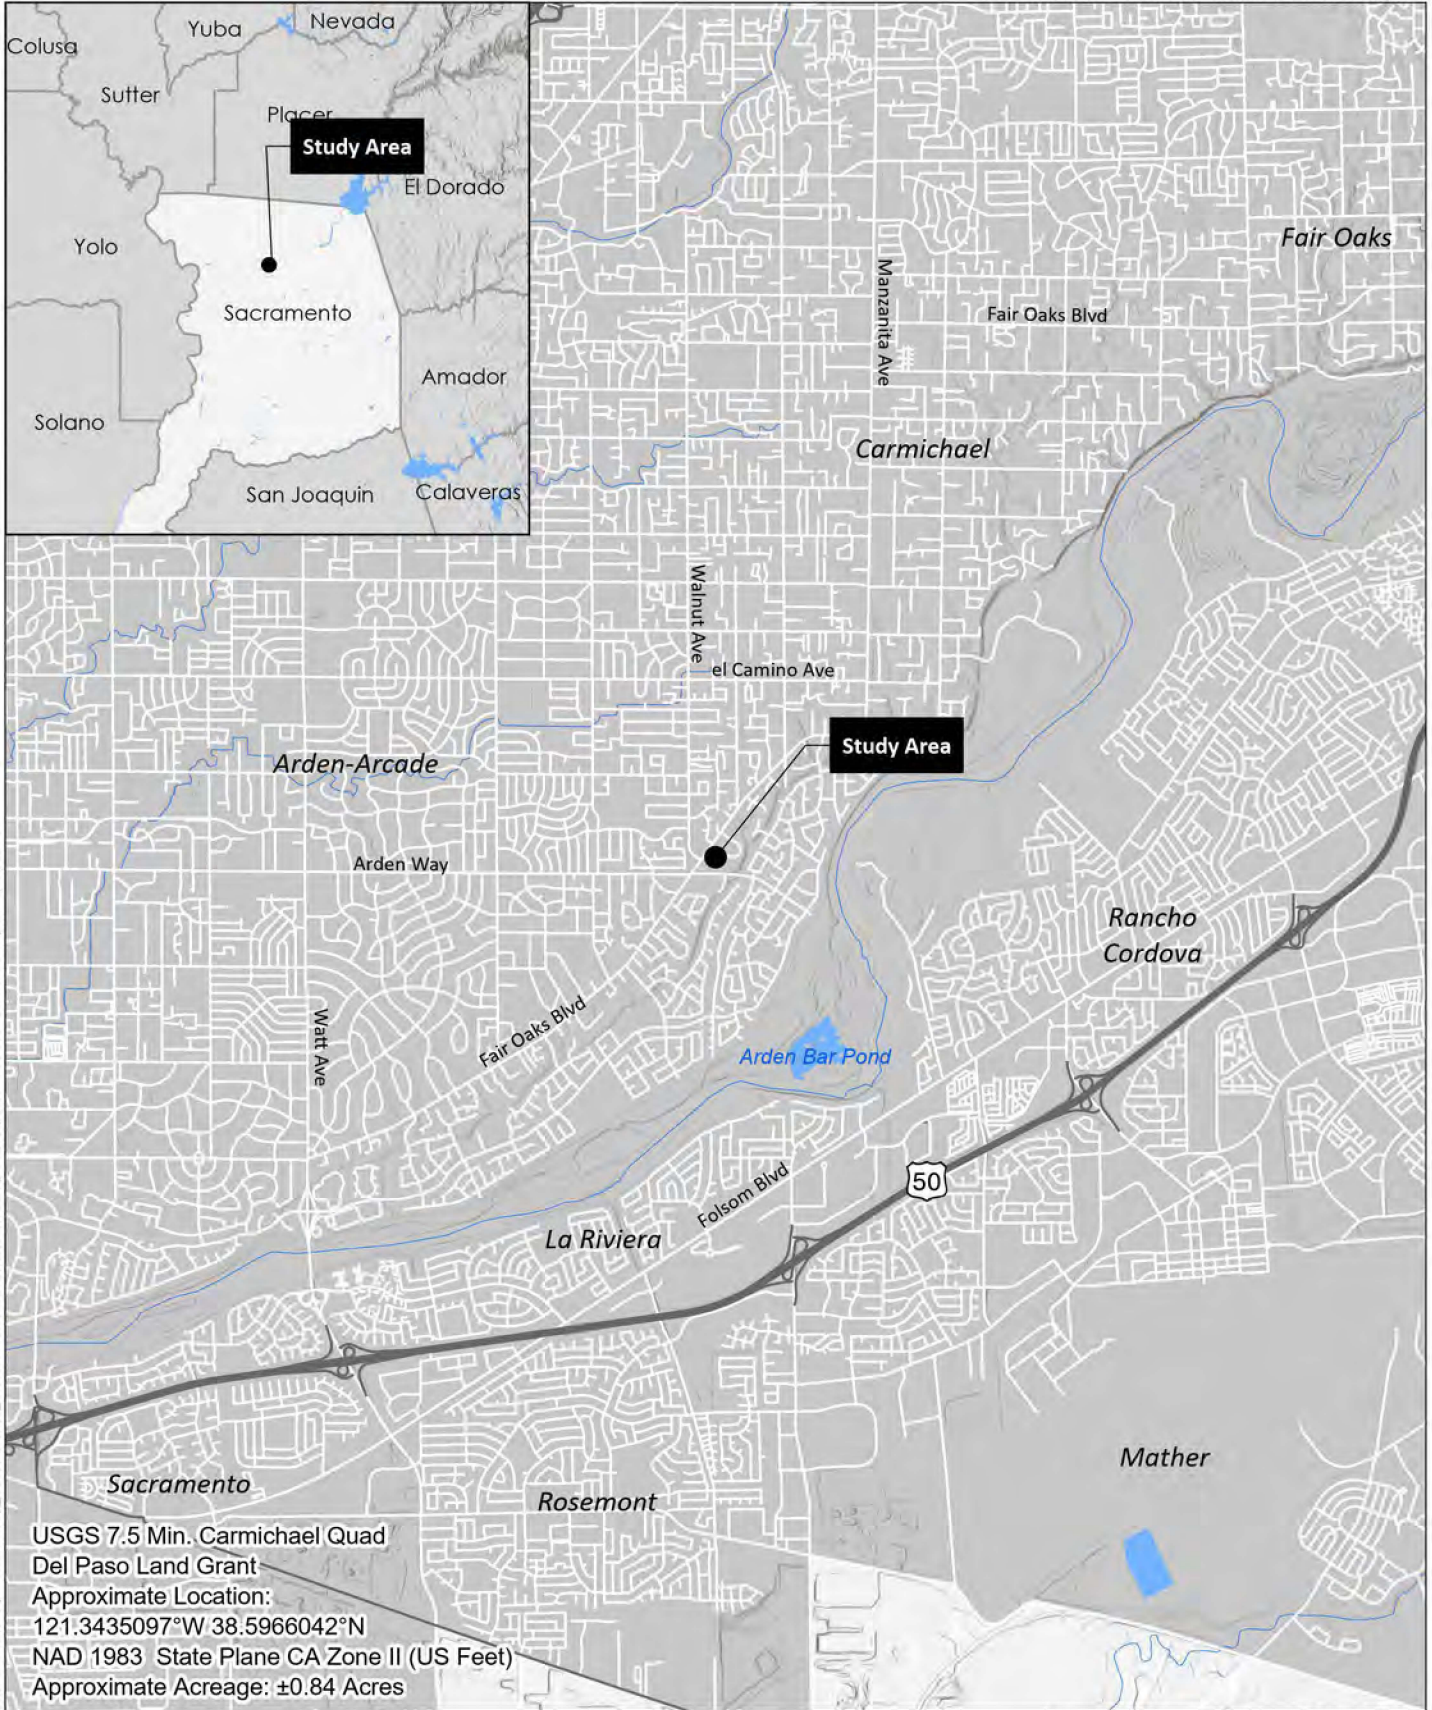 Colusa
Yuba
Nevada
Sutter
Placer
Study Area
El Dorado
Yolo
Sacramento
Amador
Solano
San Joaquin
Calaveras
Fair Oaks
Manzanita Ave
Fair Oaks Blvd
Carmichael
Walnut Ave
el Camino Ave
Study Area
Arden-Arcade
Arden Way
Rancho
Cordova
Watt Ave
Fair Oaks Blvd
Arden Bar Pond
50
Folsom Blvd
La Riviera
Mather
Sacramento
Rosemont
USGS 7.5 Min. Carmichael Quad
Del Paso Land Grant
Approximate Location:
121.3435097°W 38.5966042°N
NAD 1983 State Plane CA Zone II (US Feet)
Approximate Acreage: ±0.84 Acres